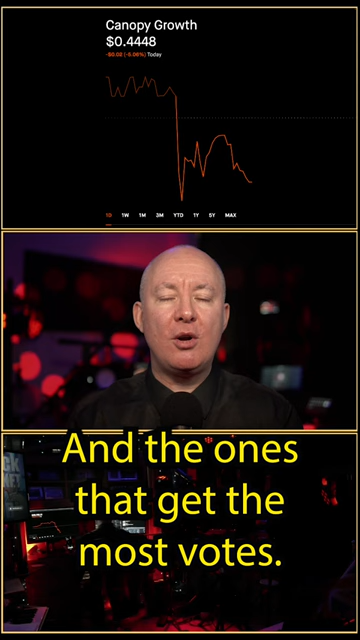 Canopy Growth
$0.4448
-$0.02 (-5.08%) Today
1D 1W 1M 3M YTD 1Y 5Y MAX
And the ones
that get the
most votes.